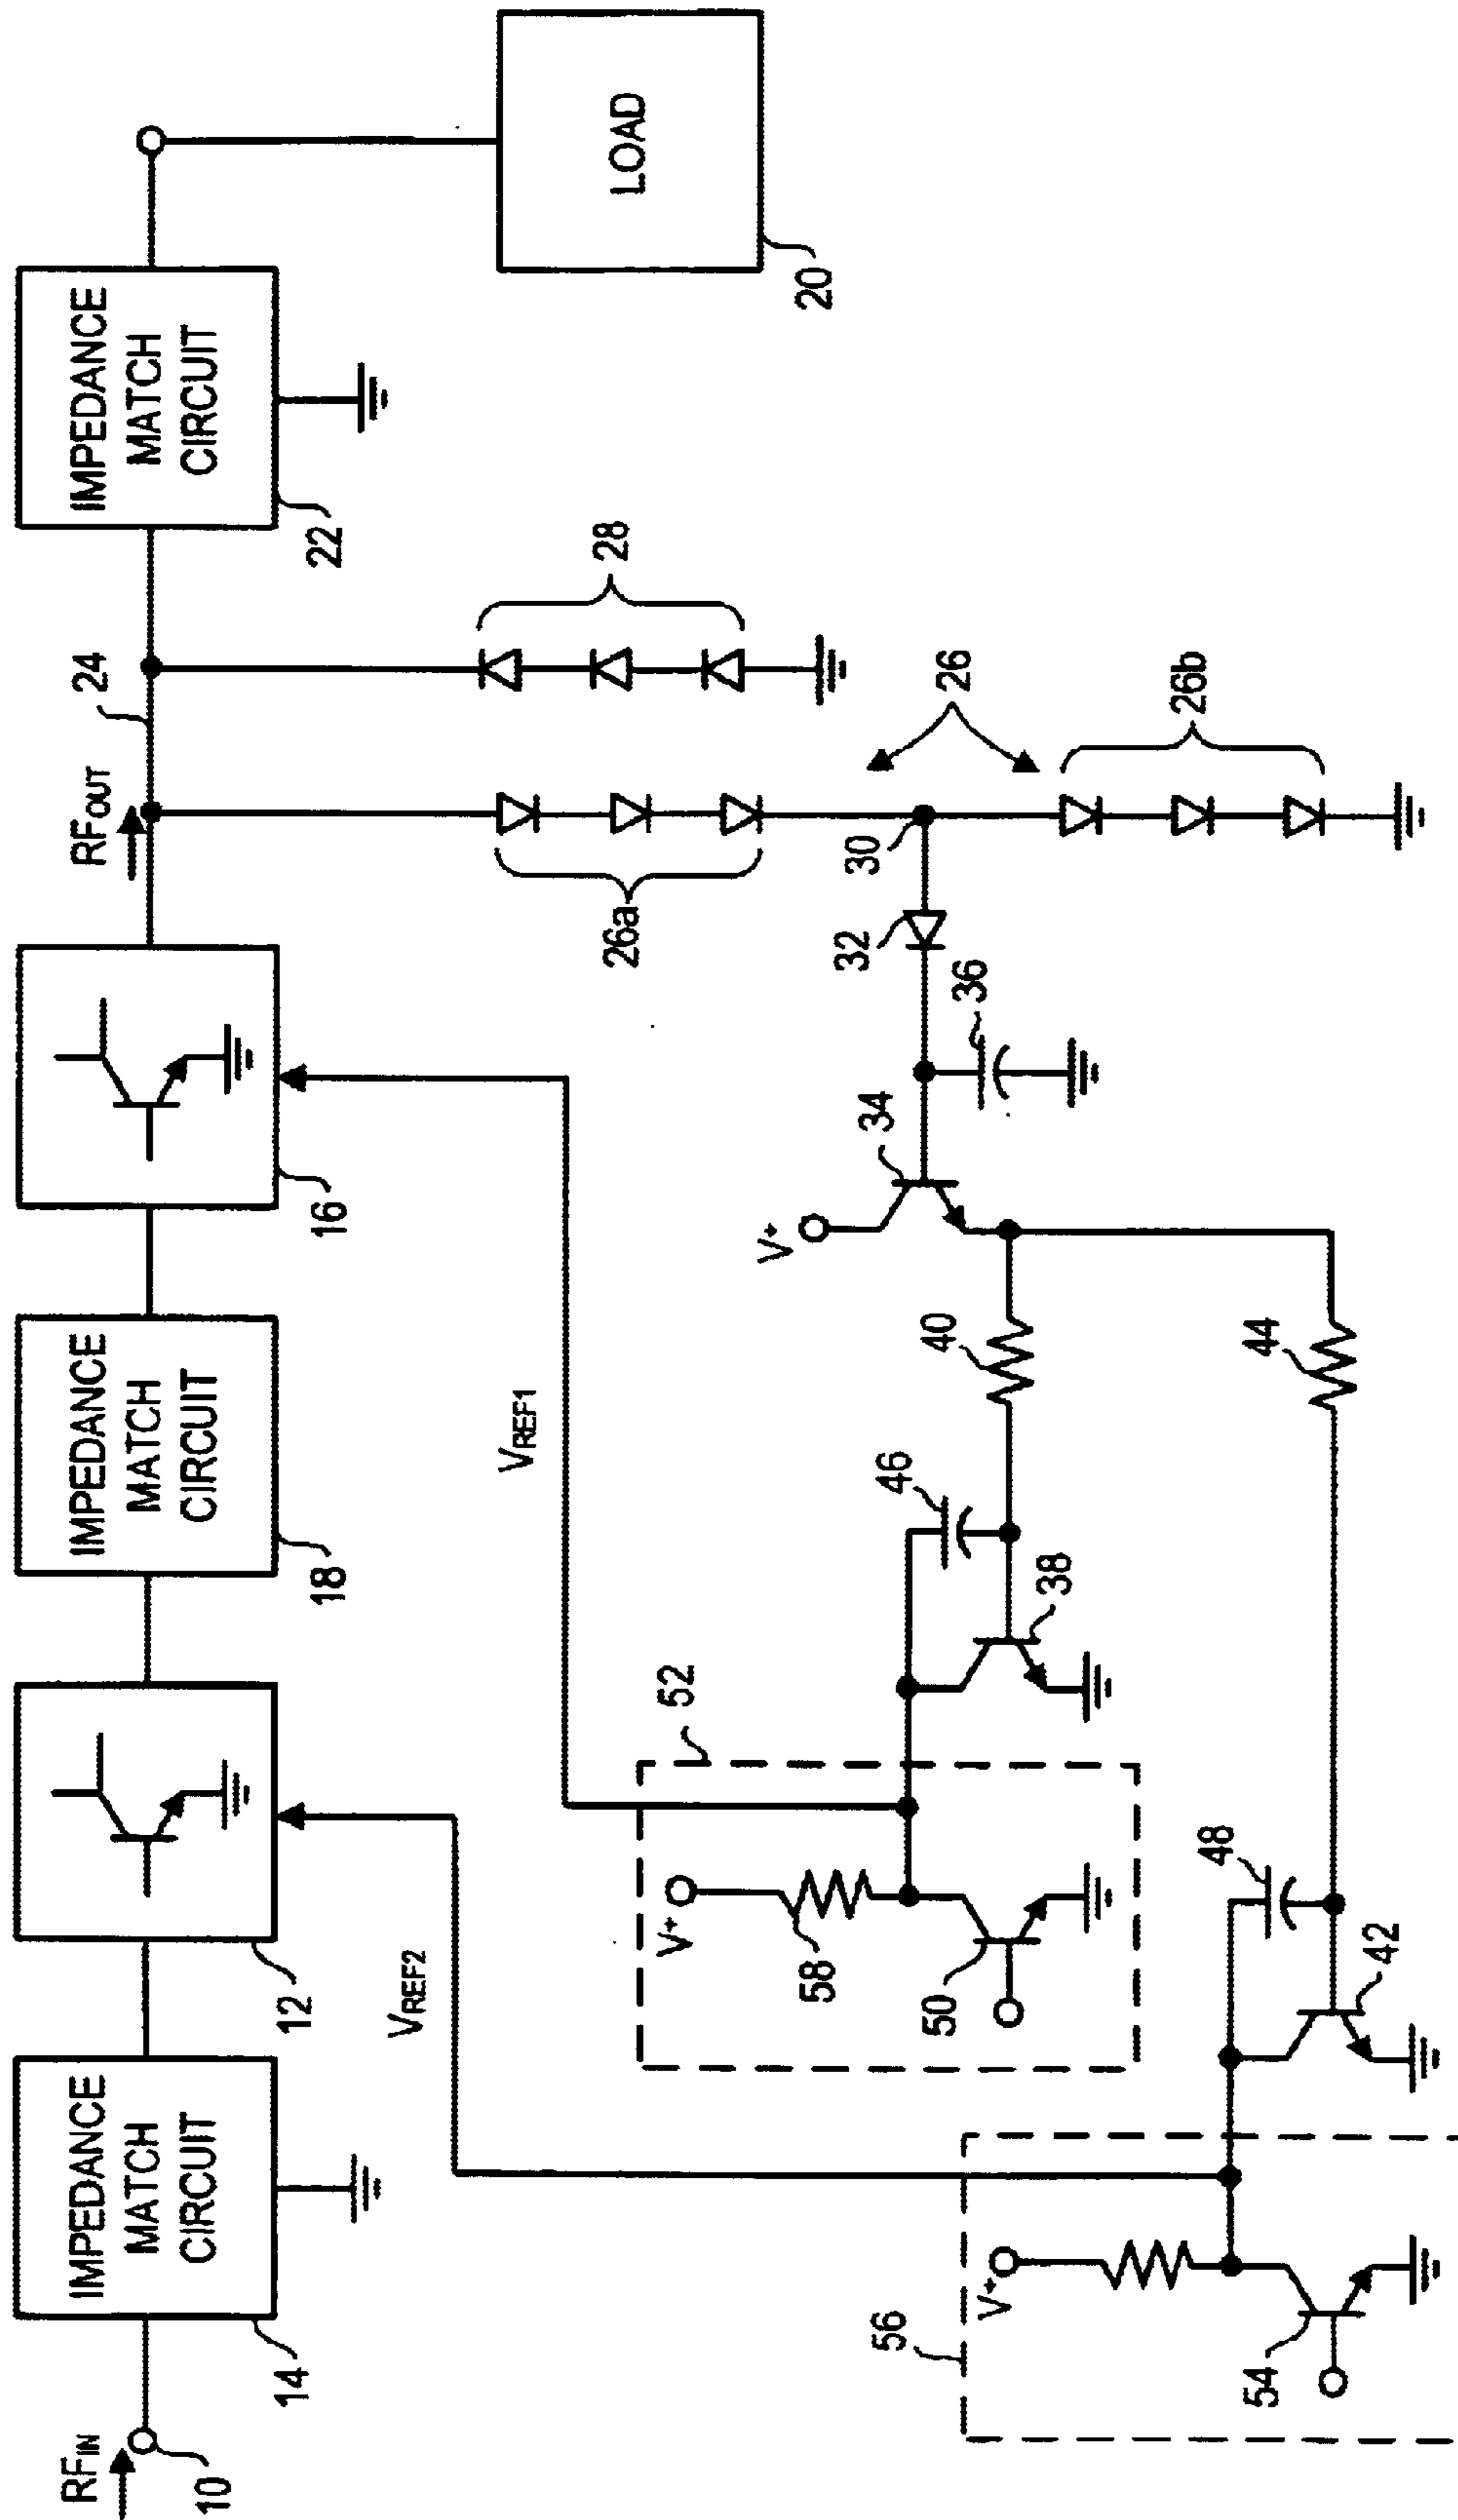 RFIN
10
IMPEDANCE
MATCH
CIRCUIT
14
12
IMPEDANCE
MATCH
CIRCUIT
18
16
RFOUT
24
IMPEDANCE
MATCH
CIRCUIT
22
LOAD
20
28
26a
26
26b
30
32
36
34
V+
40
44
VREF1
VREF2
46
38
52
V+
58
50
48
42
56
V+
54